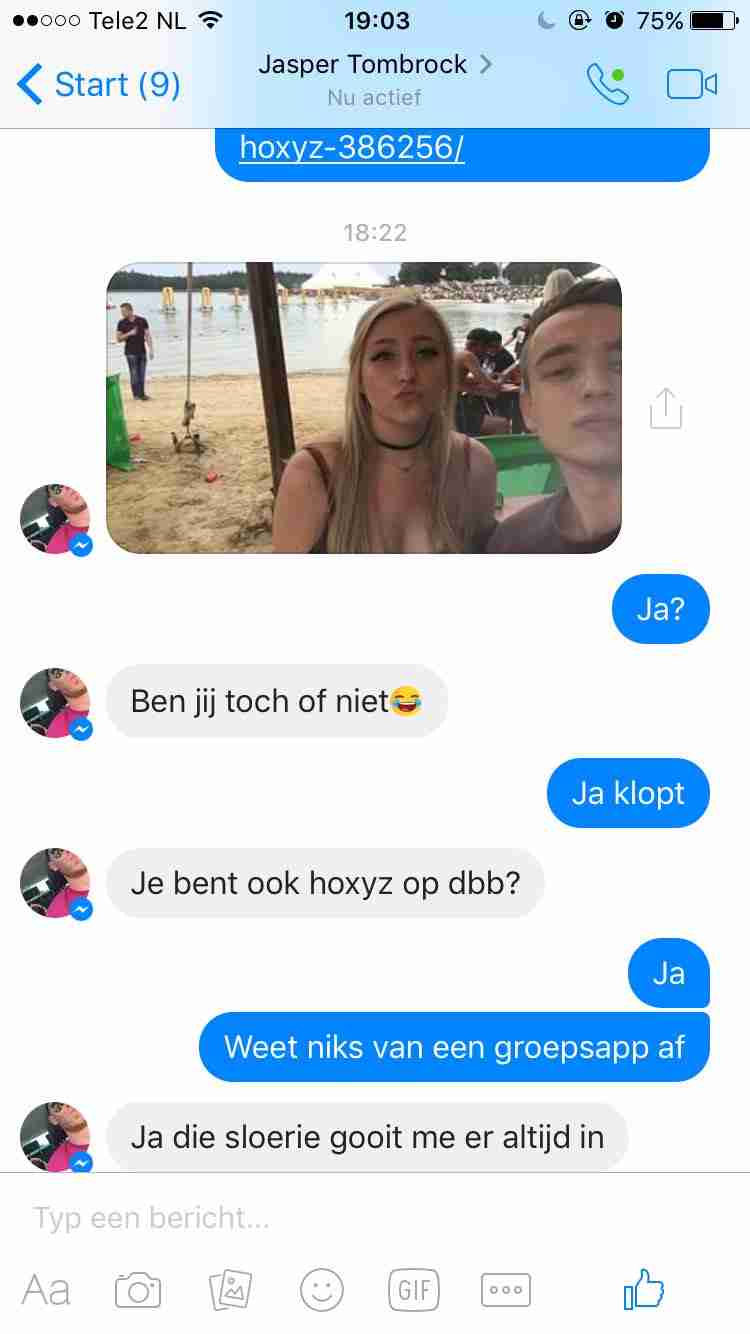 Tele2 NL 19:03 75%
Start (9) Jasper Tombrock
Nu actief
hoxyz-386256/
18:22
Ja?
Ben jij toch of niet😂
Ja klopt
Je bent ook hoxyz op dbb?
Ja
Weet niks van een groepsapp af
Ja die sloerie gooit me er altijd in
Typ een bericht...
Aa GIF